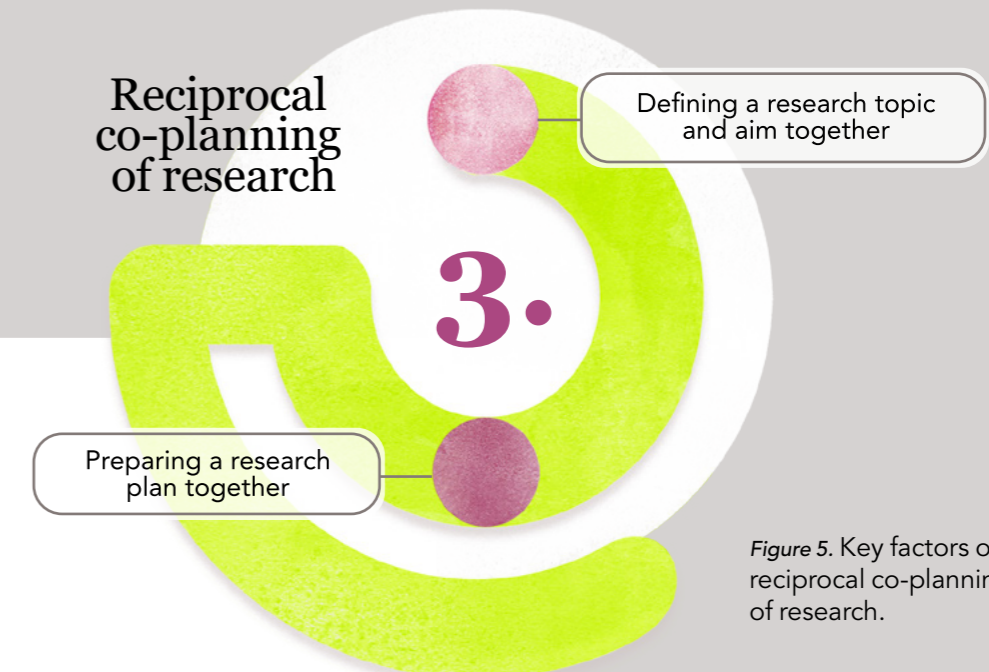 Reciprocal
co-planning
of research
Defining a research topic
and aim together
3.
Preparing a research
plan together
Figure 5. Key factors o
reciprocal co-plannin
of research.